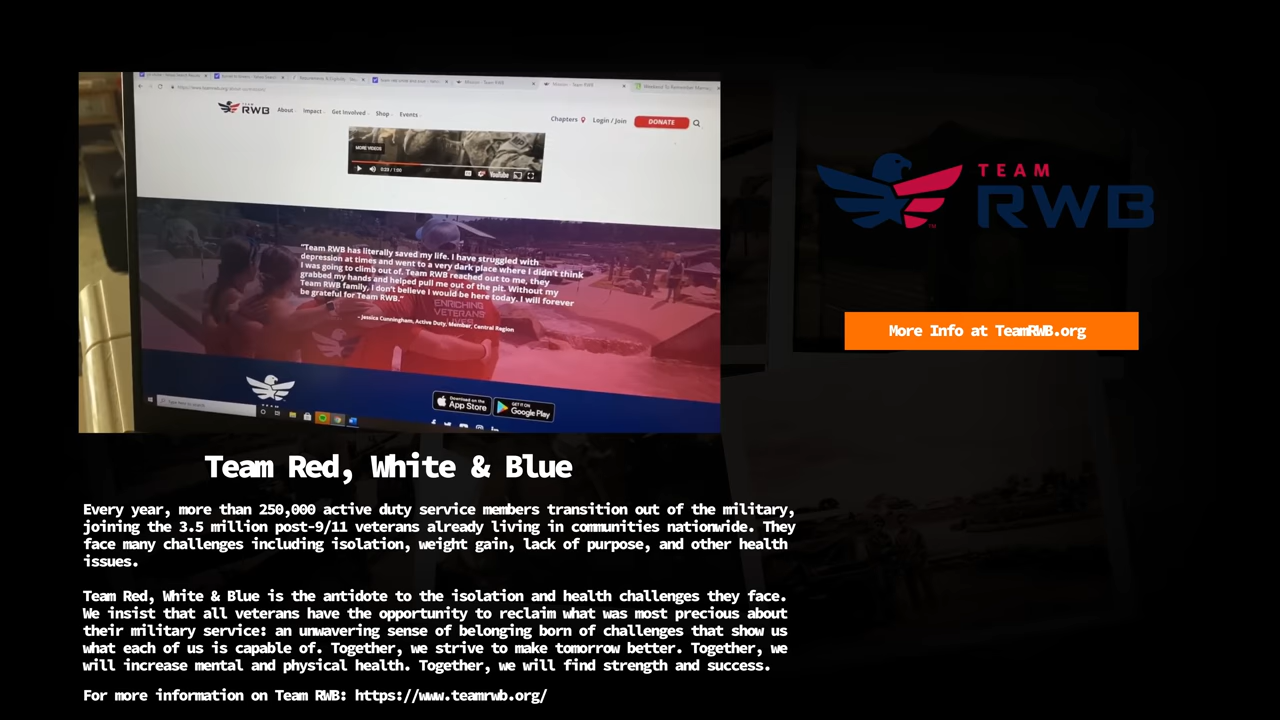 TEAM
RWB
About
Impact
Get Involved
Shop
Events
Chapters
Login / Join
DONATE
MORE VIDEOS
0:23 / 1:00
YouTube
"Team RWB has literally saved my life. I have struggled with
depression at times and went to a very dark place where I didn't think
I was going to climb out of. Team RWB reached out to me, they
grabbed my hands and helped pull me out of the pit. Without my
Team RWB family, I don't believe I would be here today. I will forever
be grateful for Team RWB."
- Jessica Cunningham, Active Duty, Member, Central Region
ENRICHING
VETERANS
LIVES
Download on the
App Store
GET IT ON
Google Play
TEAM
RWB
TM
More Info at TeamRWB.org
Team Red, White & Blue
Every year, more than 250,000 active duty service members transition out of the military,
joining the 3.5 million post-9/11 veterans already living in communities nationwide. They
face many challenges including isolation, weight gain, lack of purpose, and other health
issues.
Team Red, White & Blue is the antidote to the isolation and health challenges they face.
We insist that all veterans have the opportunity to reclaim what was most precious about
their military service: an unwavering sense of belonging born of challenges that show us
what each of us is capable of. Together, we strive to make tomorrow better. Together, we
will increase mental and physical health. Together, we will find strength and success.
For more information on Team RWB: https://www.teamrwb.org/